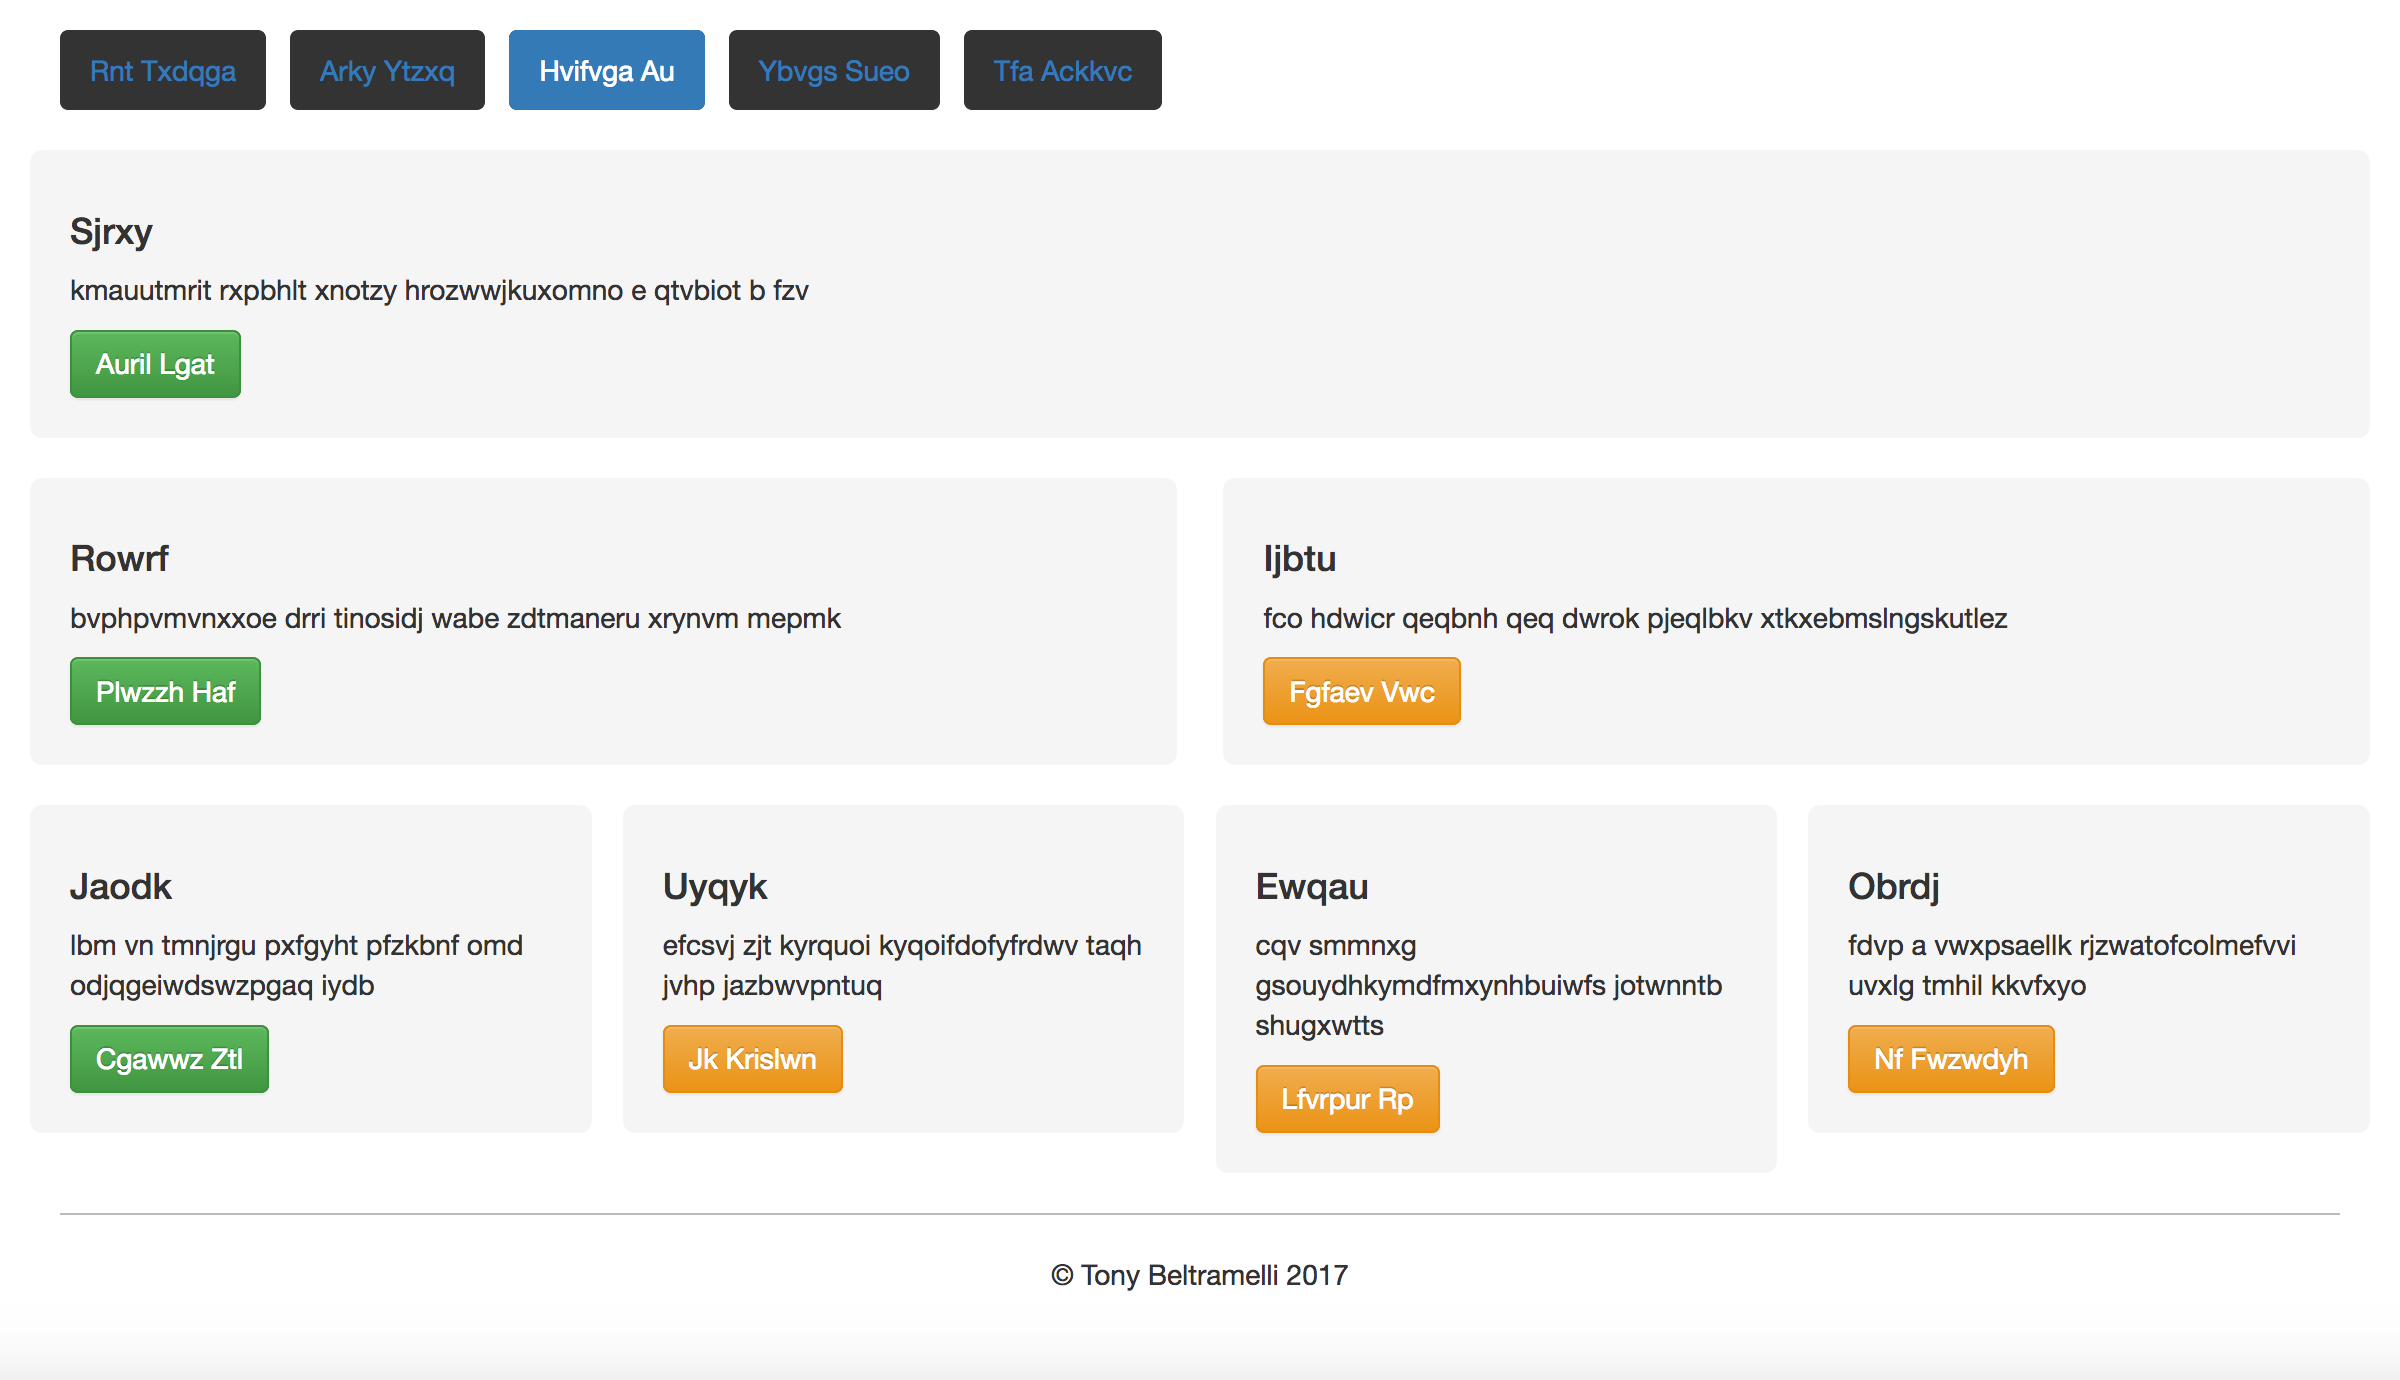 Rnt Txdqga Arky Ytzxq Hvifvga Au Ybvgs Sueo Tfa Ackkvc
Sjrxy
kmauutmrit rxpbhlt xnotzy hrozwwjkuxomno e qtvbiot b fzv
Auril Lgat
Rowrf
bvphpvmvnxxoe drri tinosidj wabe zdtmaneru xrynvm mepmk
Plwzzh Haf
Ijbtu
fco hdwicr qeqbnh qeq dwrok pjeqlbkv xtkxebmslngskutlez
Fgfaev Vwc
Jaodk
lbm vn tmnjrgu pxfgyht pfzkbnf omd
odjqgeiwdswzpgaq iydb
Cgawwz Ztl
Uyqyk
efcsvj zjt kyrquoi kyqoifdofyfrdwv taqh
jvhp jazbwvpntuq
Jk Krislwn
Ewqau
cqv smmnxg
gsouydhkymdfmxynhbuiwfs jotwnntb
shugxwtts
Lfvrpur Rp
Obrdj
fdvp a vwxpsaellk rjzwatofcolmefvvi
uvxlg tmhil kkvfxyo
Nf Fwzwdyh
© Tony Beltramelli 2017